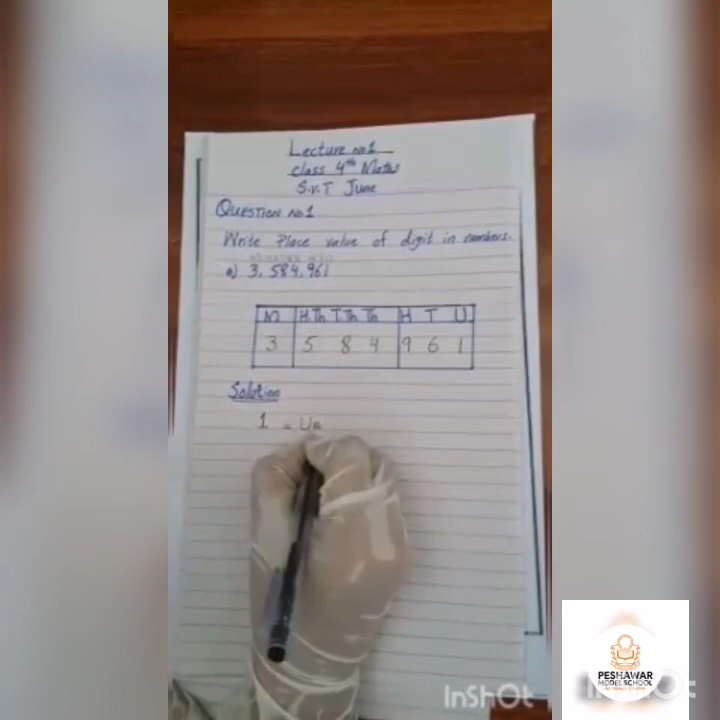 Lecture no 1
class 4th Maths
S.V.T June
QUESTION no 1
Write Place value of digit in numbers.
a) 3,584,961
M H.Th T.Th Th H T U
3 5 8 4 9 6 1
Solution
1 = Un
PESHAWAR
MODEL SCHOOL
InShOt